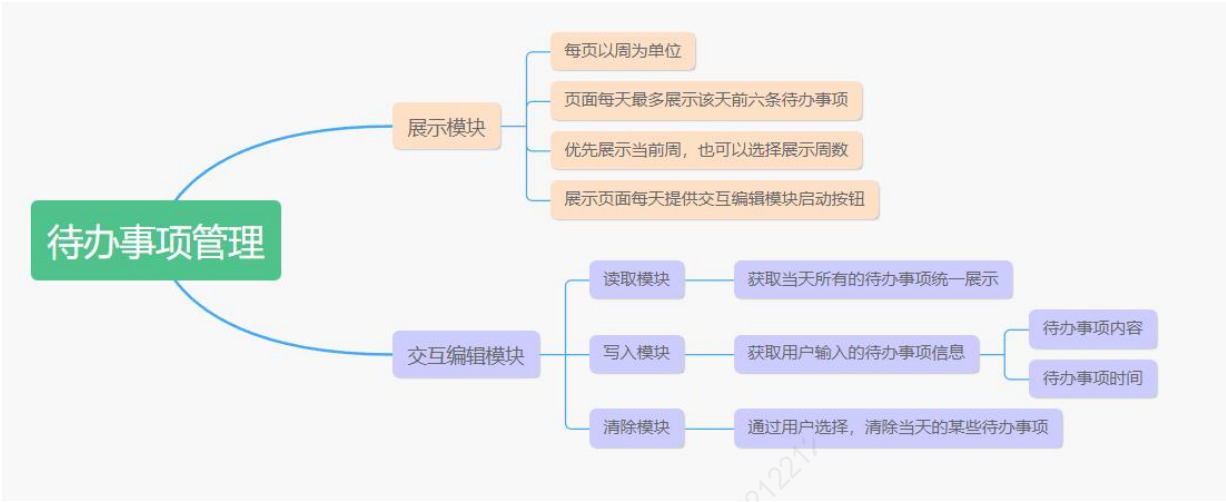 待办事项管理
展示模块
每页以周为单位
页面每天最多展示该天前六条待办事项
优先展示当前周，也可以选择展示周数
展示页面每天提供交互编辑模块启动按钮
交互编辑模块
读取模块
获取当天所有的待办事项统一展示
写入模块
获取用户输入的待办事项信息
待办事项内容
待办事项时间
清除模块
通过用户选择，清除当天的某些待办事项